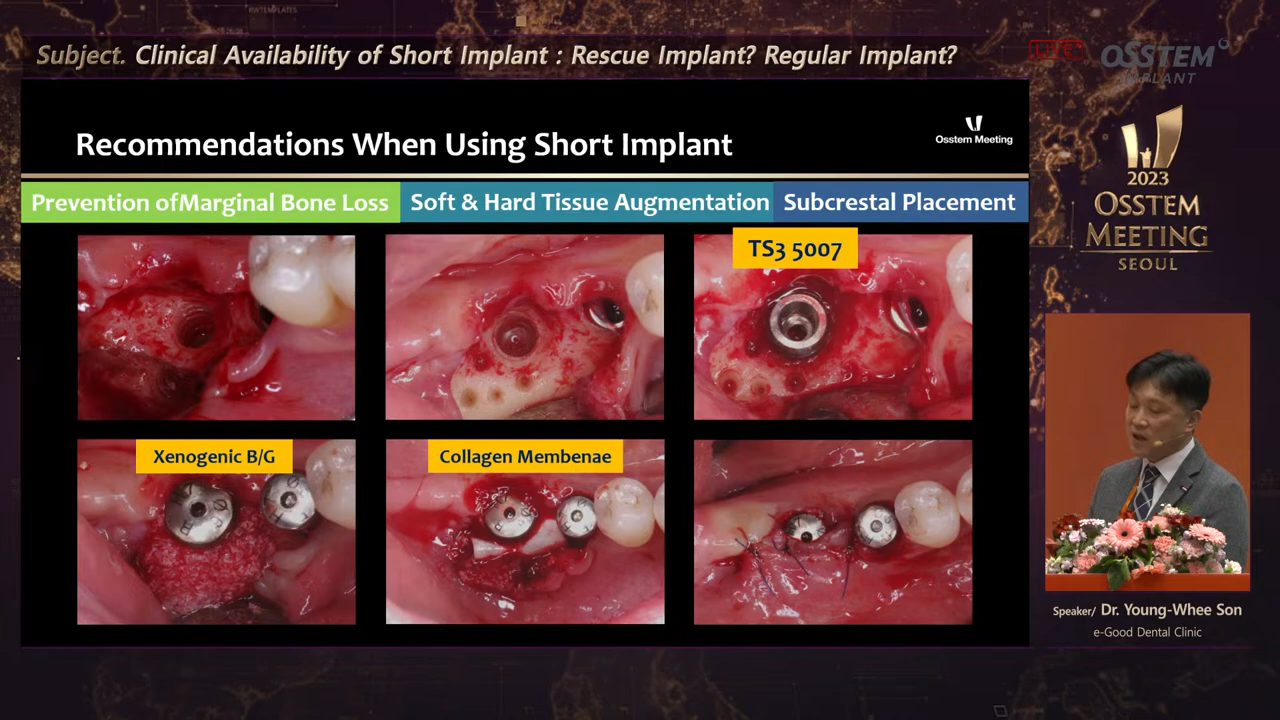 Subject. Clinical Availability of Short Implant : Rescue Implant? Regular Implant?
LIVE
OSSTEM
IMPLANT
Recommendations When Using Short Implant
Osstem Meeting
Prevention ofMarginal Bone Loss
Soft & Hard Tissue Augmentation
Subcrestal Placement
TS3 5007
Xenogenic B/G
Collagen Membenae
2023
OSSTEM
MEETING
SEOUL
Speaker/ Dr. Young-Whee Son
e-Good Dental Clinic